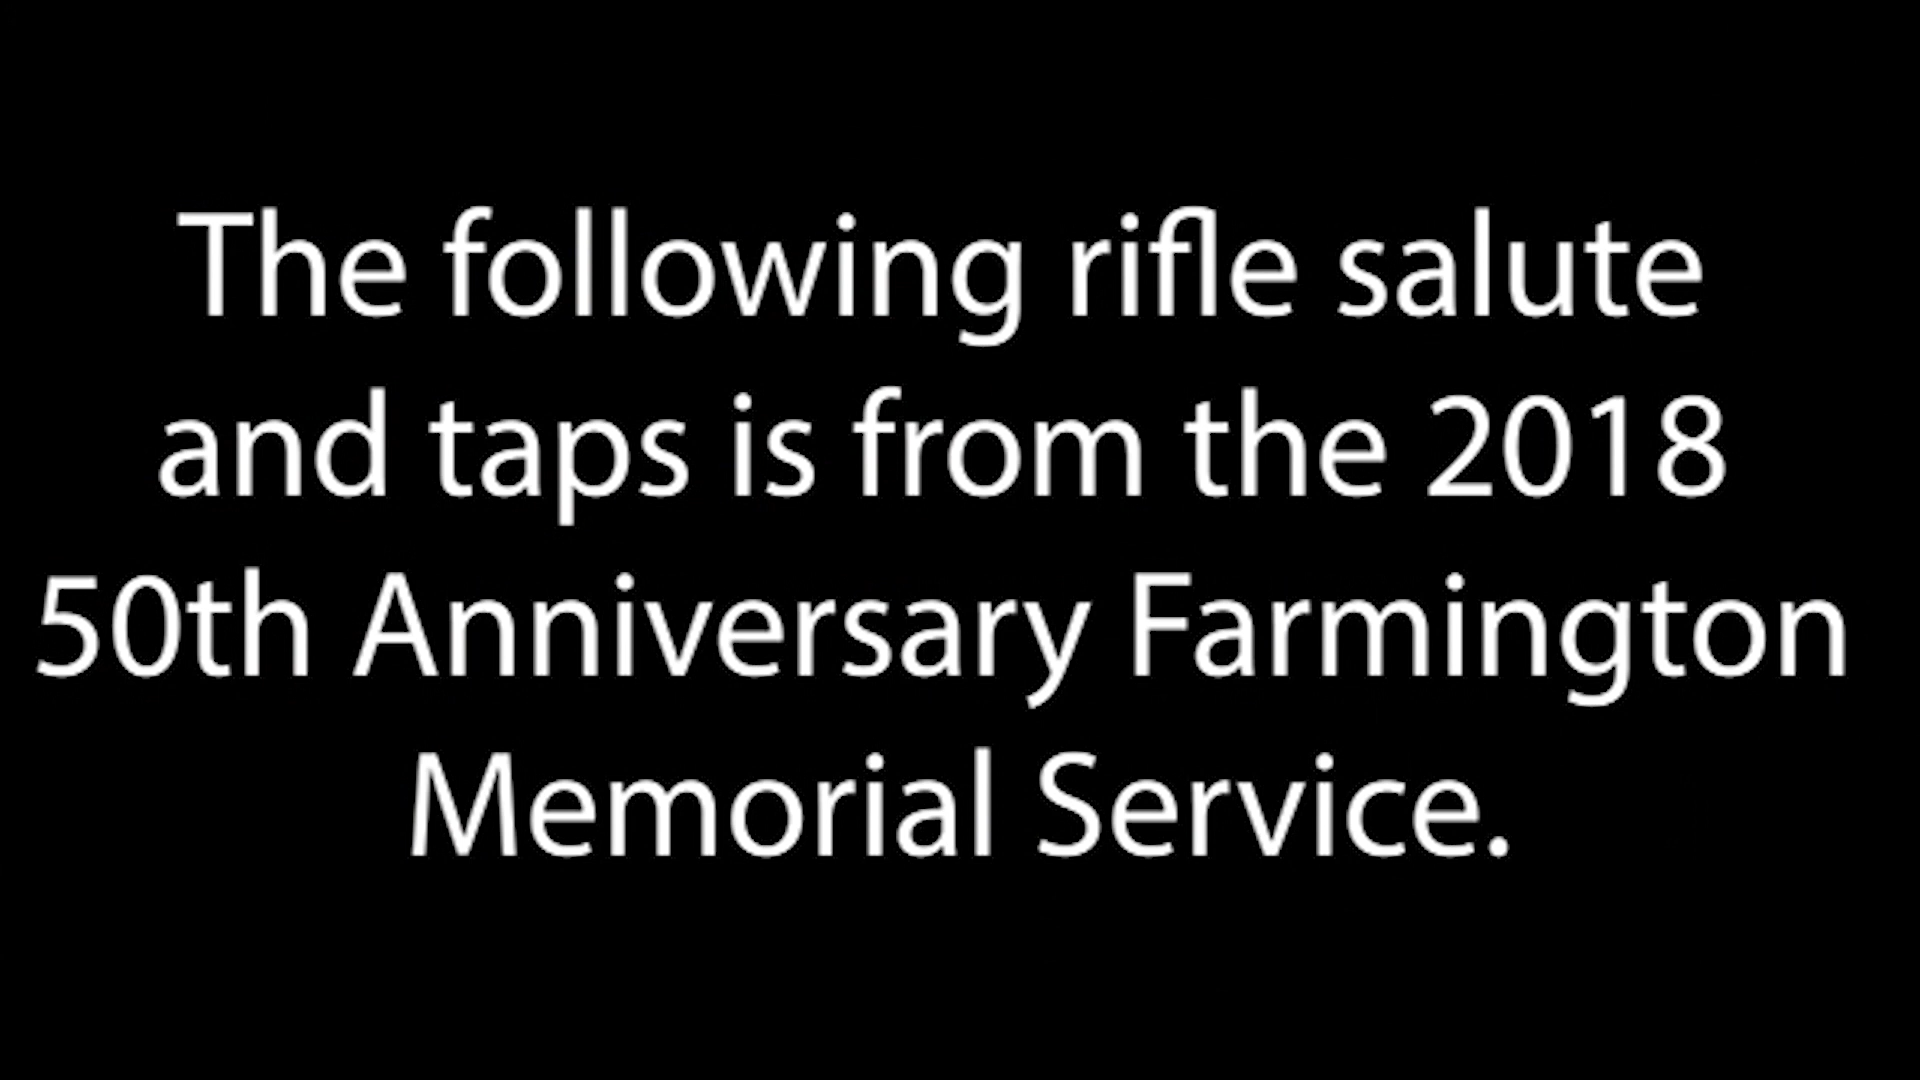 The following rifle salute
and taps is from the 2018
50th Anniversary Farmington
Memorial Service.